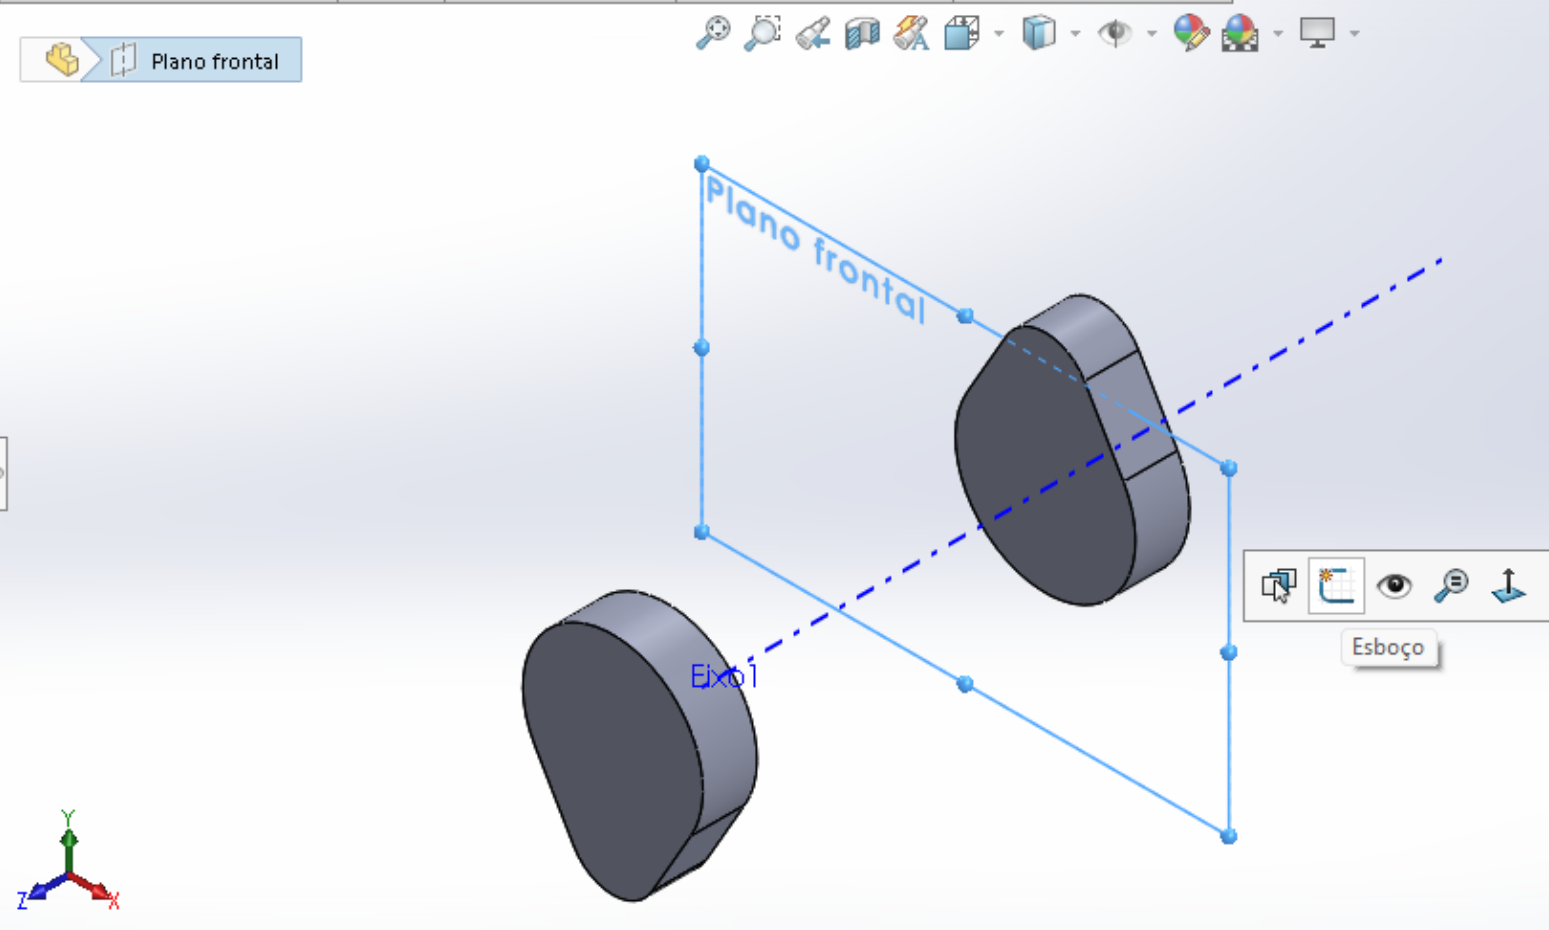 Plano frontal
Plano frontal
Esboço
Eixo1
Y
Z
X